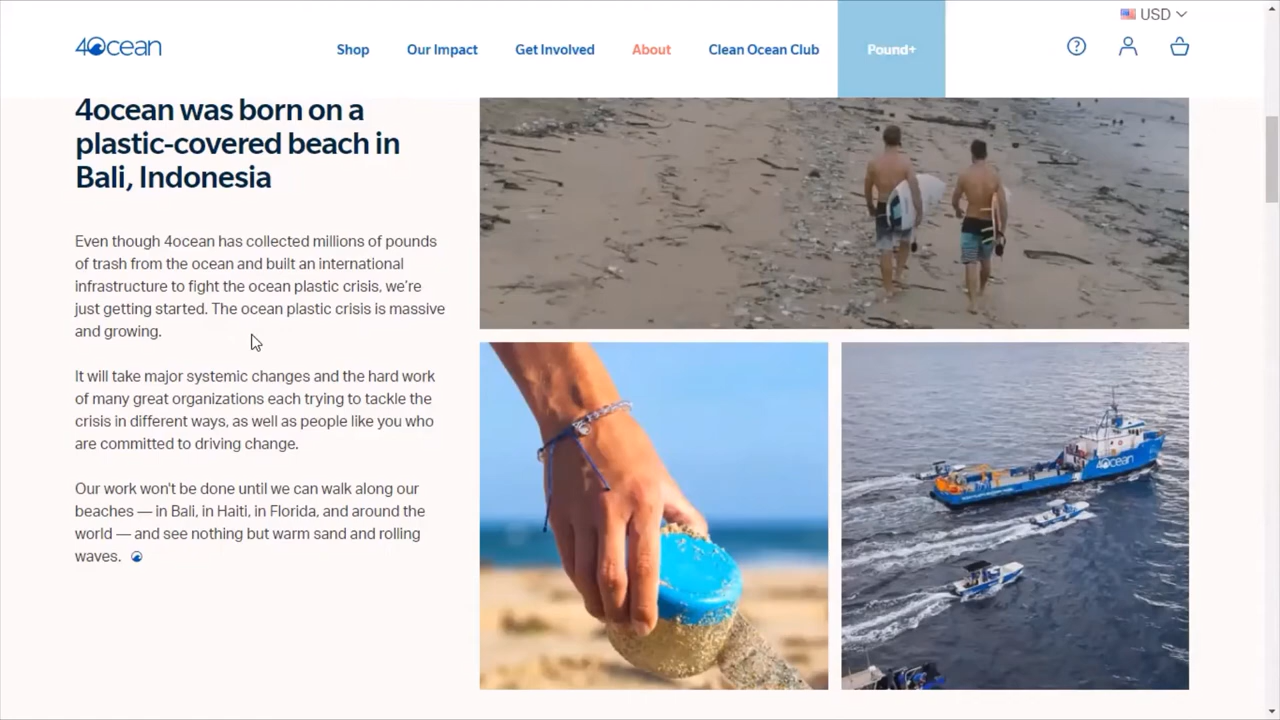 USD
4Ocean
Shop
Our Impact
Get Involved
About
Clean Ocean Club
Pound+
?
4ocean was born on a
plastic-covered beach in
Bali, Indonesia
Even though 4ocean has collected millions of pounds
of trash from the ocean and built an international
infrastructure to fight the ocean plastic crisis, we're
just getting started. The ocean plastic crisis is massive
and growing.
It will take major systemic changes and the hard work
of many great organizations each trying to tackle the
crisis in different ways, as well as people like you who
are committed to driving change.
Our work won't be done until we can walk along our
beaches — in Bali, in Haiti, in Florida, and around the
world — and see nothing but warm sand and rolling
waves.
4Ocean